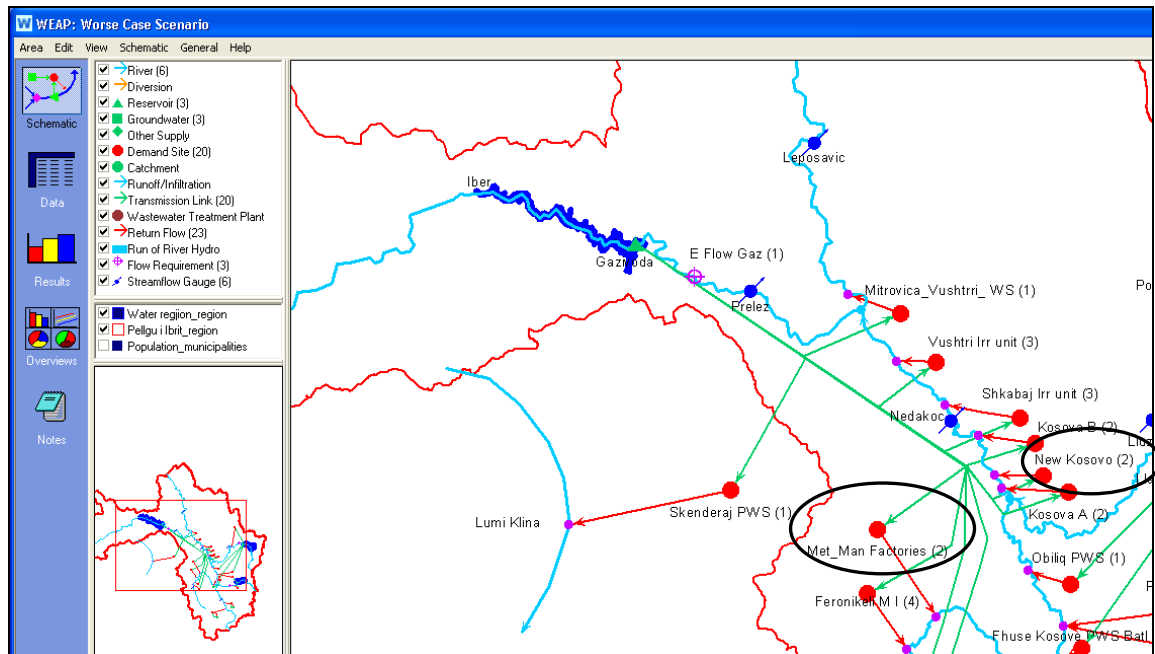 WEAP: Worse Case Scenario
Area Edit View Schematic General Help
Schematic
Data
Results
Overviews
Notes
River (6)
Diversion
Reservoir (3)
Groundwater (3)
Other Supply
Demand Site (20)
Catchment
Runoff/Infiltration
Transmission Link (20)
Wastewater Treatment Plant
Return Flow (23)
Run of River Hydro
Flow Requirement (3)
Streamflow Gauge (6)
Water regjion_region
Pellgu i Ibrit_region
Population_municipalities
Leposavic
Iber
Gazivoda
E Flow Gaz (1)
Prelez
Mitrovica_Vushtrri_ WS (1)
Po
Vushtri Irr unit (3)
Shkabaj Irr unit (3)
Nedakoc
Kosova B (2)
New Kosovo (2)
Kosova A (2)
Skenderaj PWS (1)
Lumi Klina
Met_Man Factories (2)
Obiliq PWS (1)
Feronikeli M I (4)
Fhuse Kosove PWS Batl